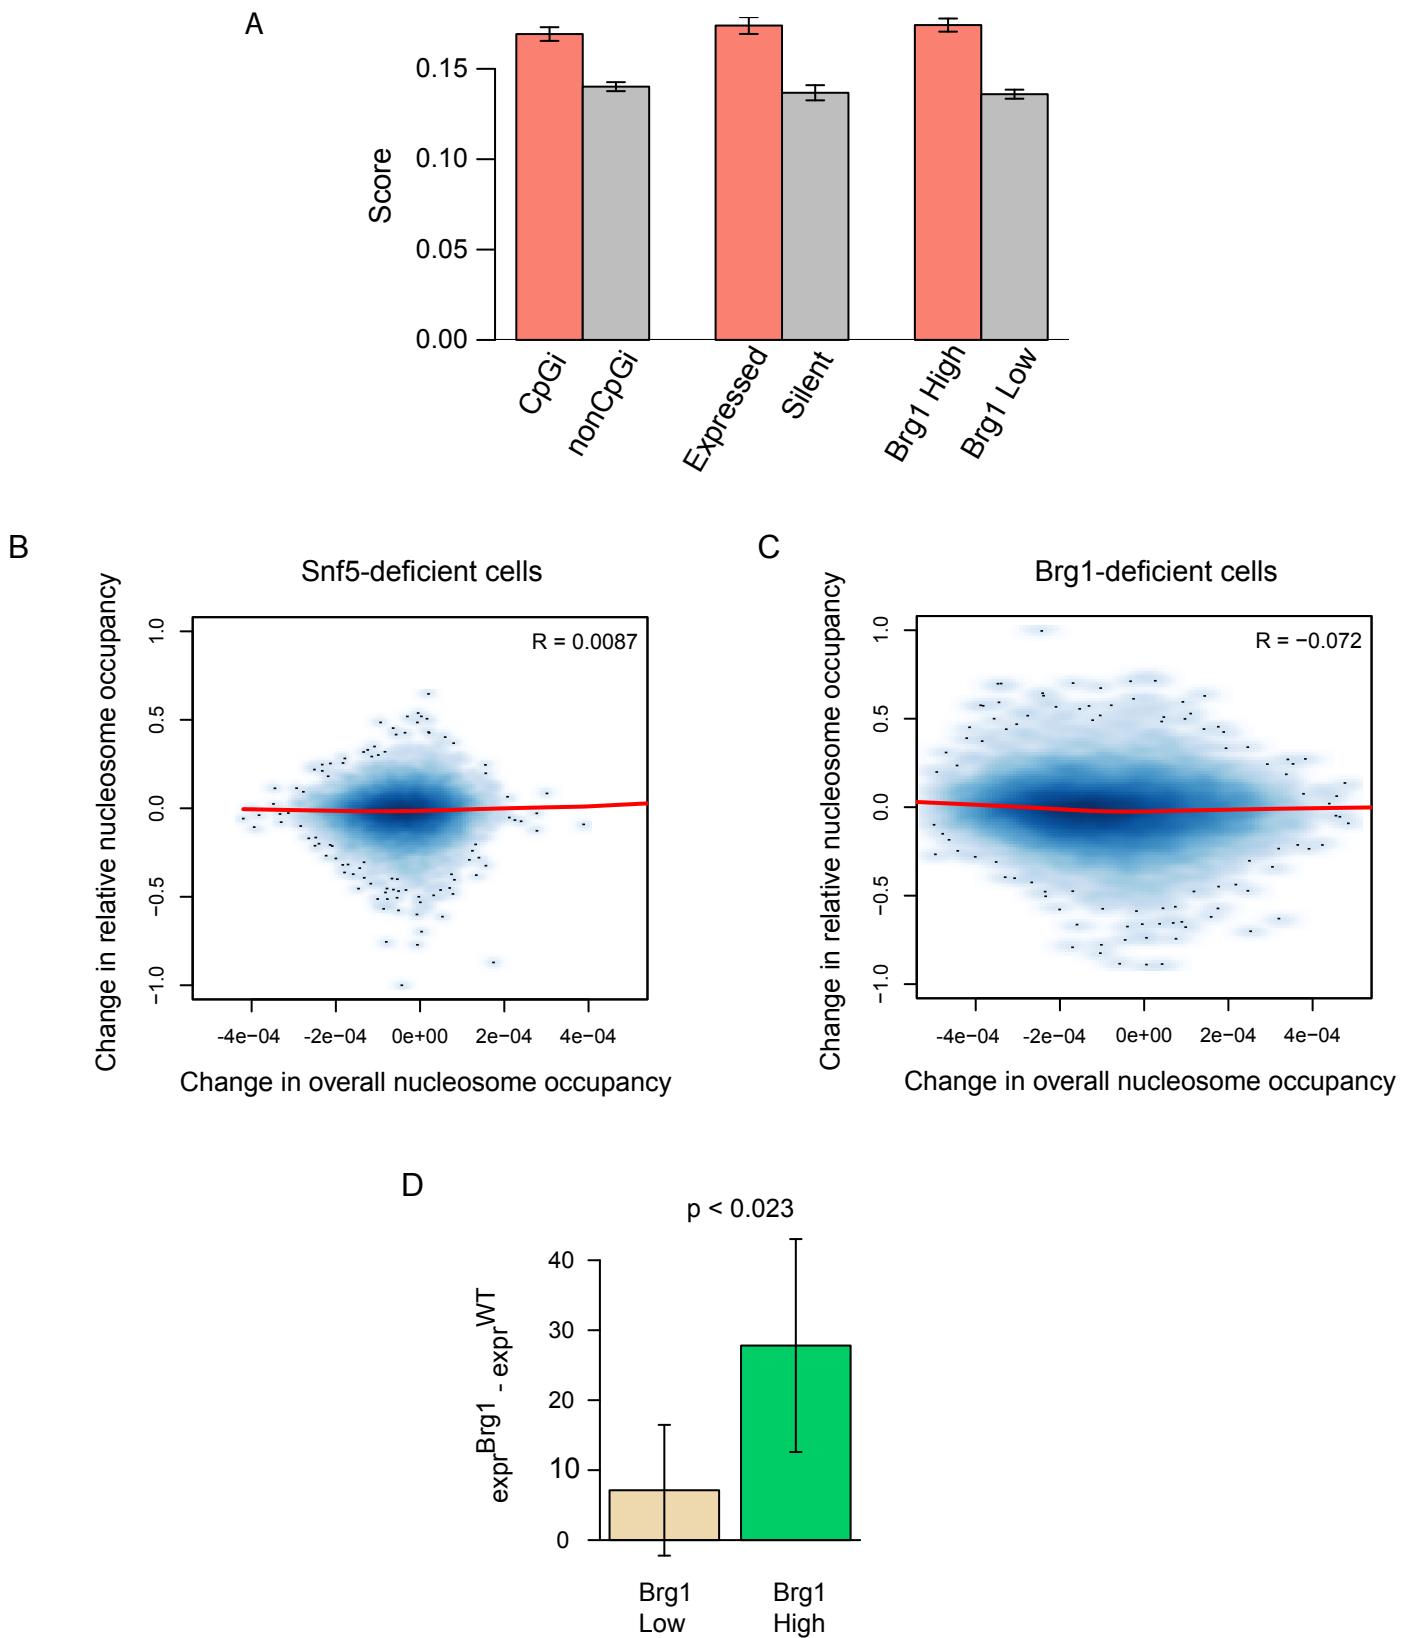 A
Score
0.15
0.10
0.05
0.00
CpGi
nonCpGi
Expressed
Silent
Brg1 High
Brg1 Low
B
Snf5-deficient cells
R = 0.0087
Change in relative nucleosome occupancy
1.0
0.5
0.0
−0.5
−1.0
-4e−04 -2e−04 0e+00 2e−04 4e−04
Change in overall nucleosome occupancy
C
Brg1-deficient cells
R = −0.072
Change in relative nucleosome occupancy
1.0
0.5
0.0
−0.5
−1.0
-4e−04 -2e−04 0e+00 2e−04 4e−04
Change in overall nucleosome occupancy
D
p < 0.023
exprBrg1 - exprWT
40
30
20
10
0
Brg1
Low
Brg1
High